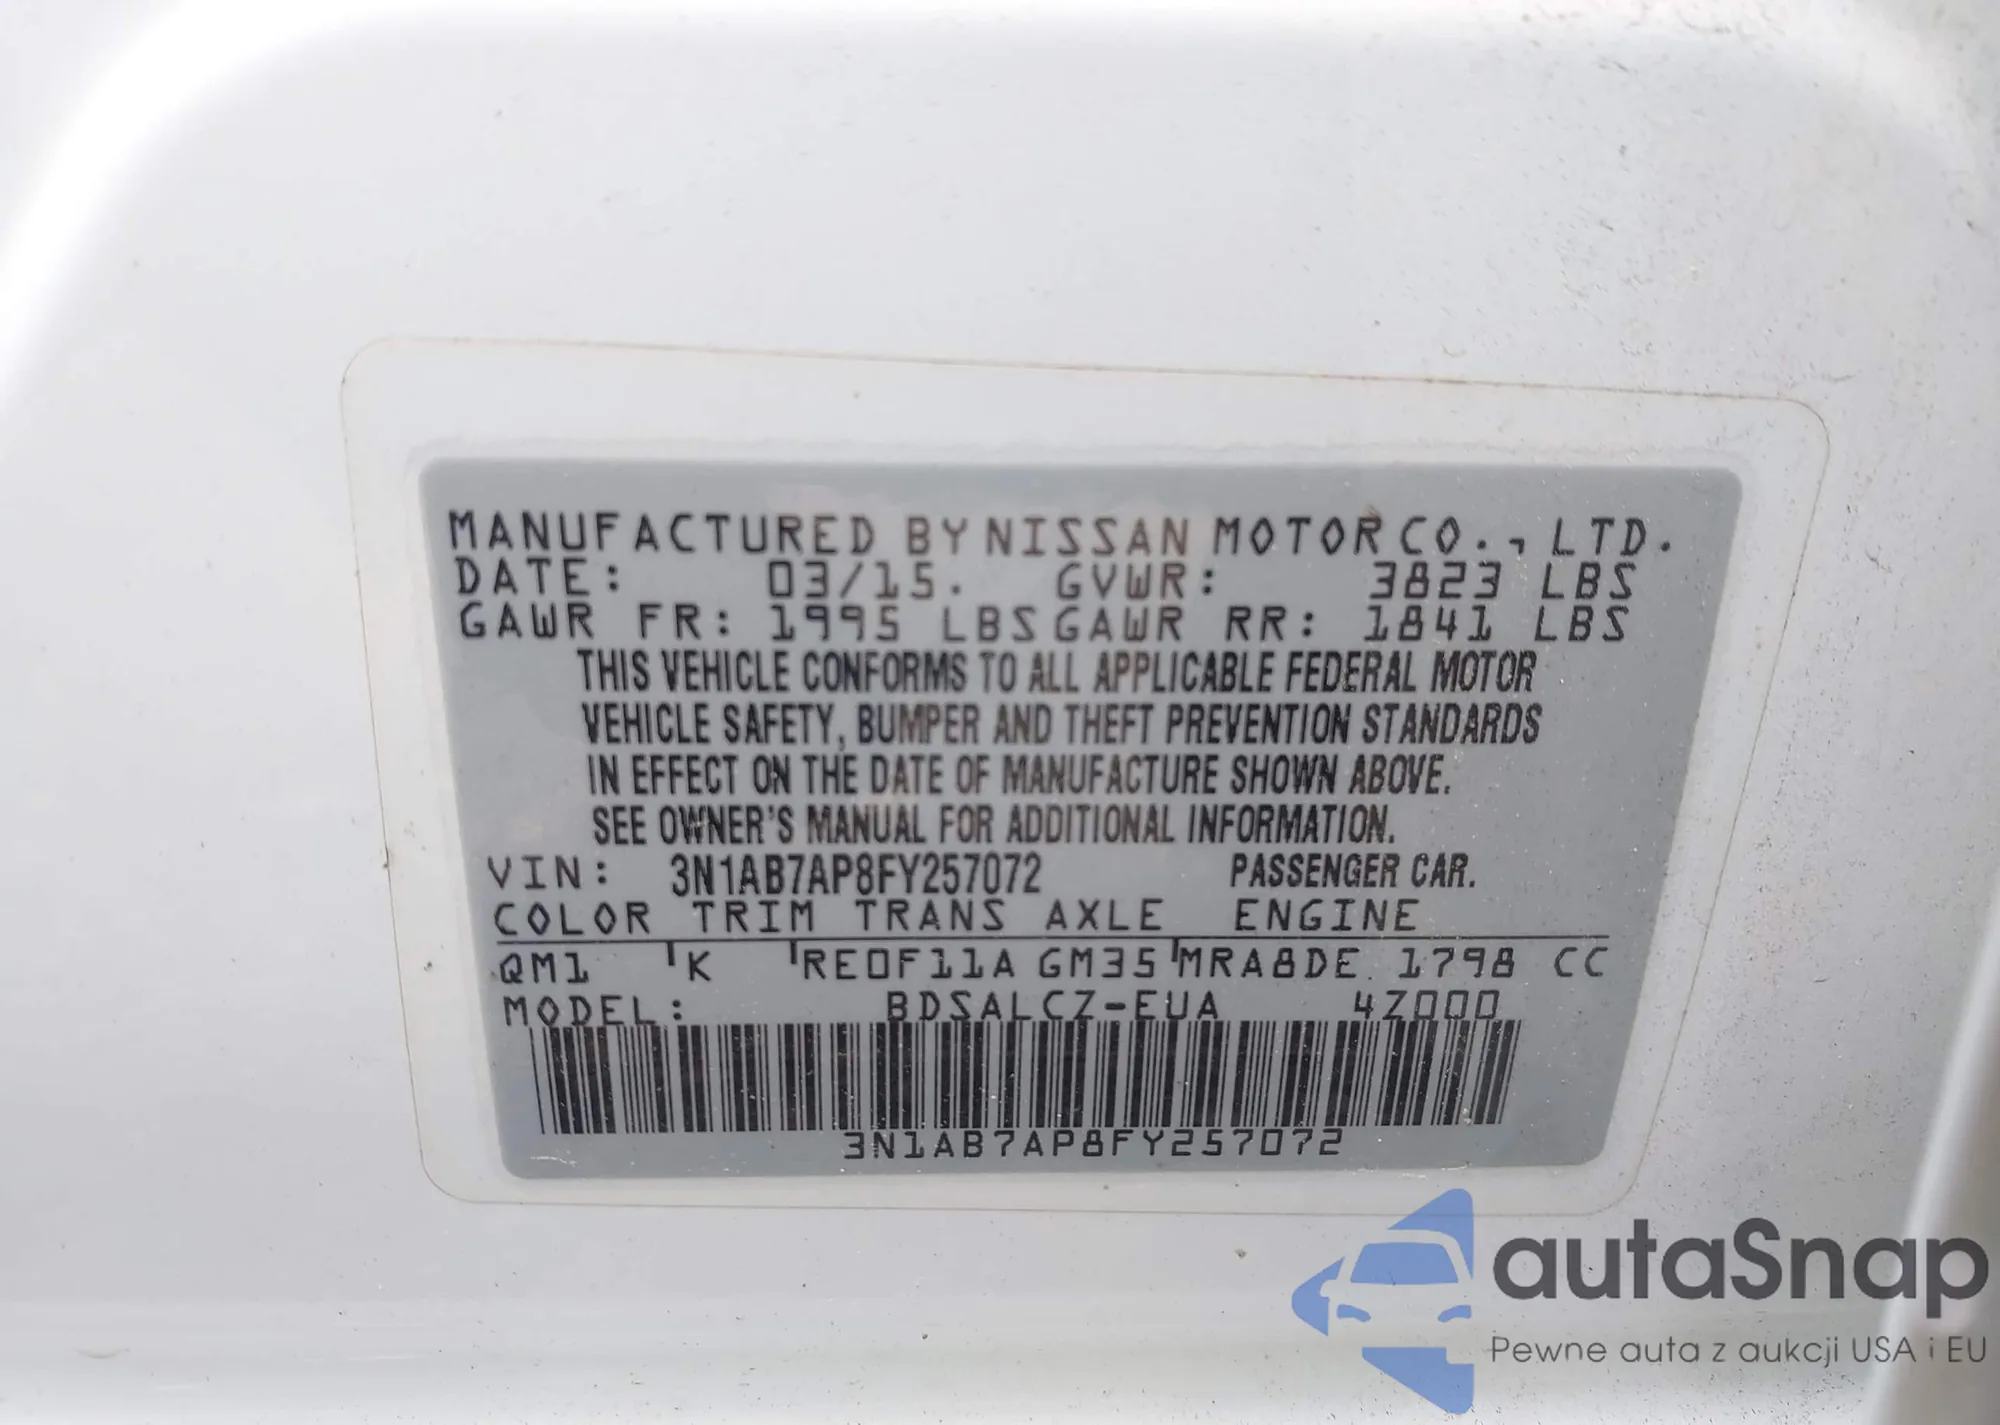 MANUFACTURED BY NISSAN MOTOR CO., LTD.
DATE: 03/15. GVWR: 3823 LBS
GAWR FR: 1995 LBS GAWR RR: 1841 LBS
THIS VEHICLE CONFORMS TO ALL APPLICABLE FEDERAL MOTOR
VEHICLE SAFETY, BUMPER AND THEFT PREVENTION STANDARDS
IN EFFECT ON THE DATE OF MANUFACTURE SHOWN ABOVE.
SEE OWNER'S MANUAL FOR ADDITIONAL INFORMATION.
VIN: 3N1AB7AP8FY257072 PASSENGER CAR.
COLOR TRIM TRANS AXLE ENGINE
QM1 K RE0F11A GM35 MRA8DE 1798 CC
MODEL: BDSALCZ-EUA 4Z000
3N1AB7AP8FY257072
autaSnap
Pewne auta z aukcji USA i EU